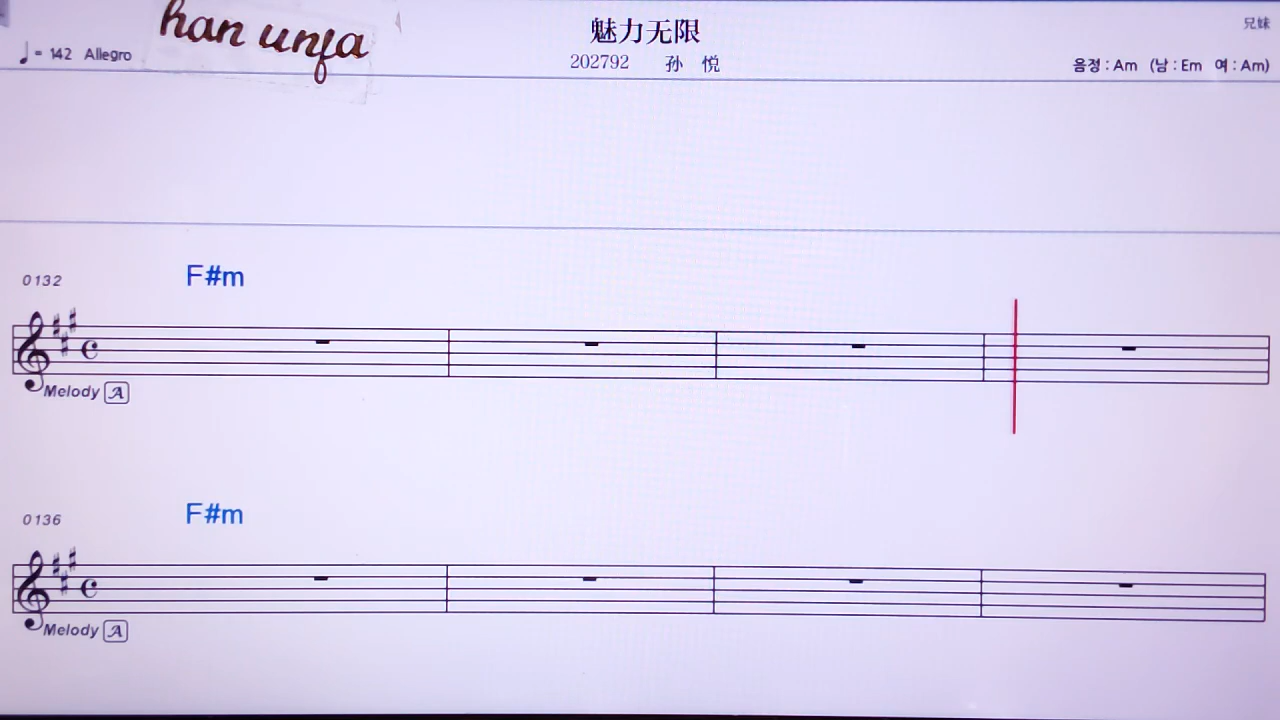 han unfa
魅力无限
兄妹
♩ = 142 Allegro
202792 孙 悦
음정 : Am (남 : Em 여 : Am)
0132
F#m
Melody A
0136
F#m
Melody A